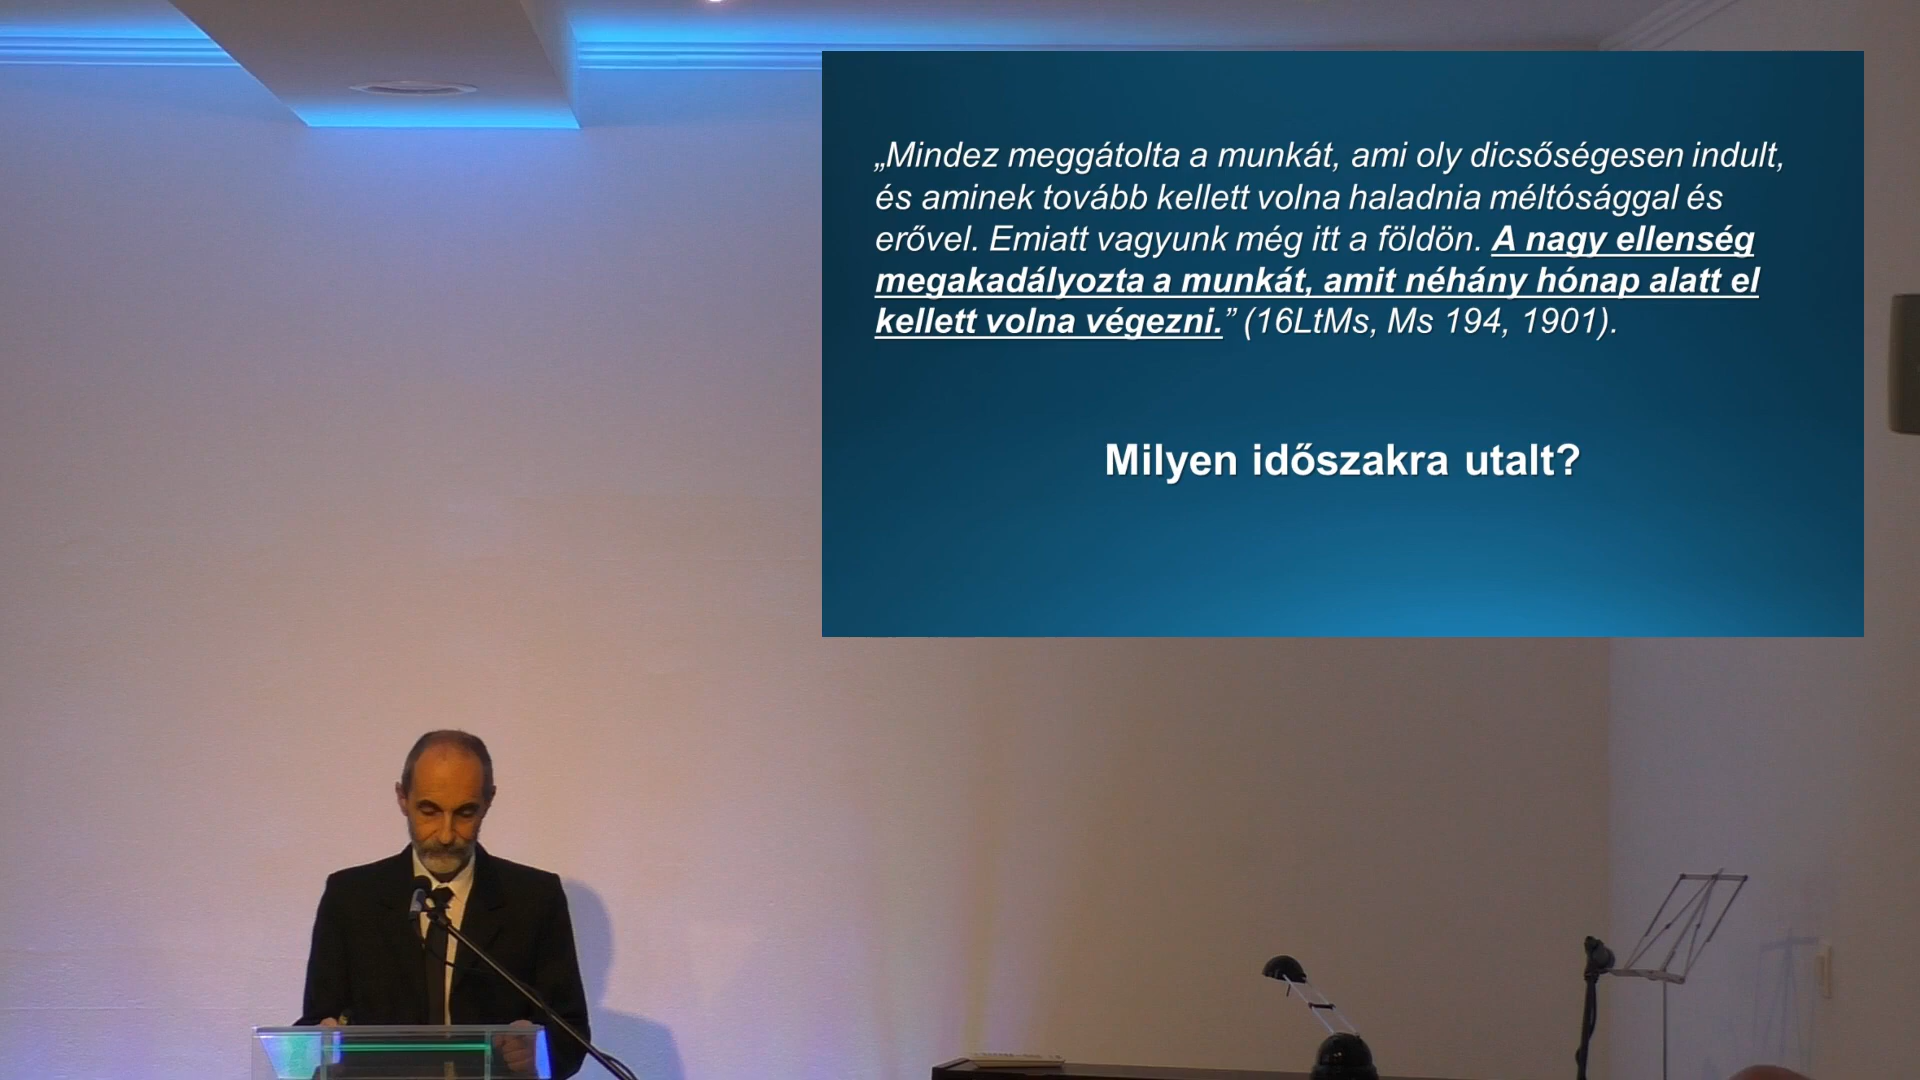 „Mindez meggátolta a munkát, ami oly dicsőségesen indult,
és aminek tovább kellett volna haladnia méltósággal és
erővel. Emiatt vagyunk még itt a földön. A nagy ellenség
megakadályozta a munkát, amit néhány hónap alatt el
kellett volna végezni.” (16LtMs, Ms 194, 1901).
Milyen időszakra utalt?